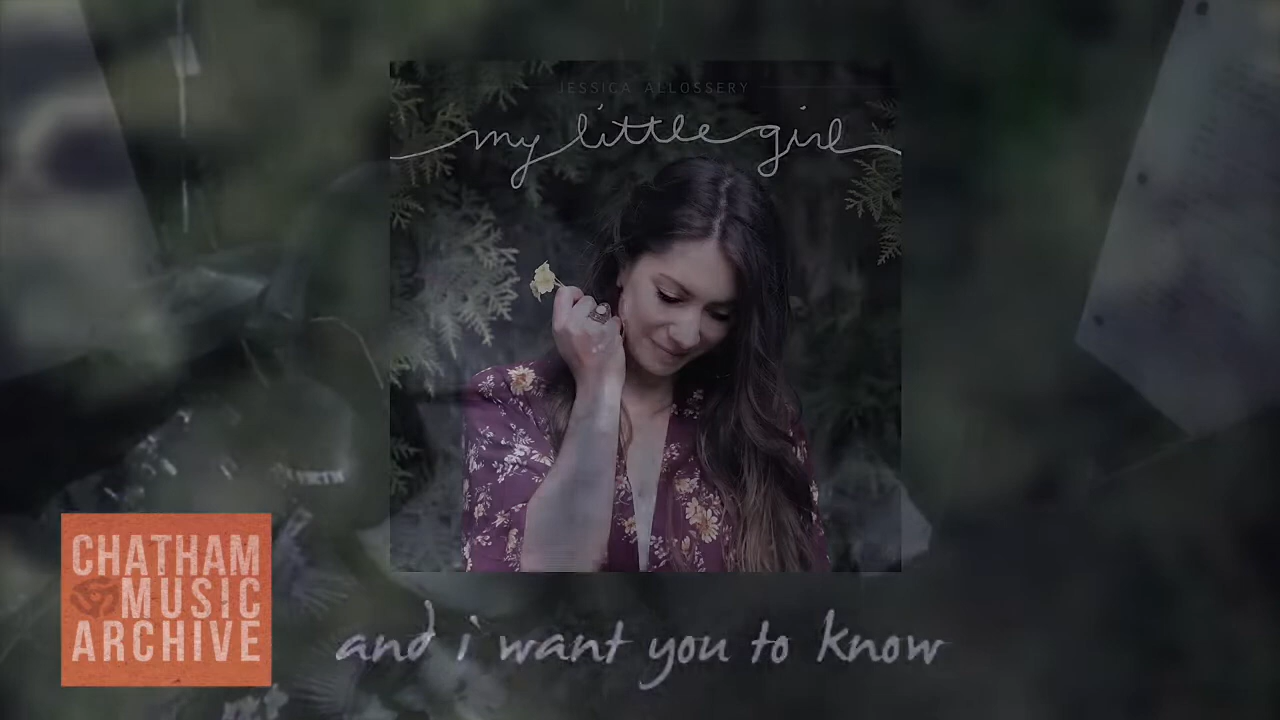 JESSICA ALLOSSERY
my little girl
CHATHAM
MUSIC
ARCHIVE
and i want you to know